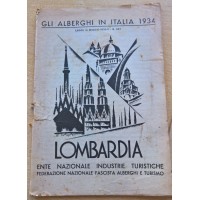 GLI ALBERGHI IN ITALIA 1934
LOMBARDIA
ENTE NAZIONALE INDUSTRIE TURISTICHE
FEDERAZIONE NAZIONALE FASCISTA ALBERGHI E TURISMO